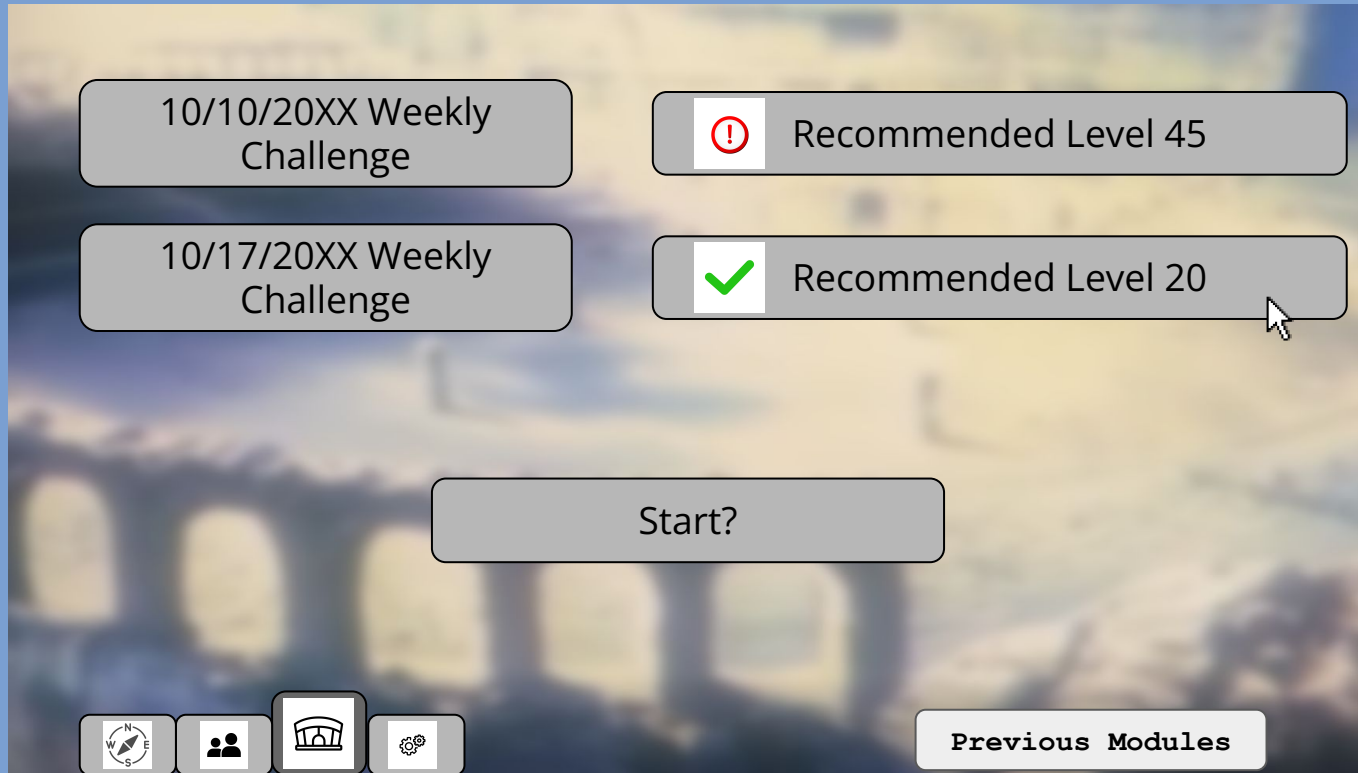 10/10/20XX Weekly
Challenge
Recommended Level 45
10/17/20XX Weekly
Challenge
Recommended Level 20
Start?
N
W E
S
Previous Modules